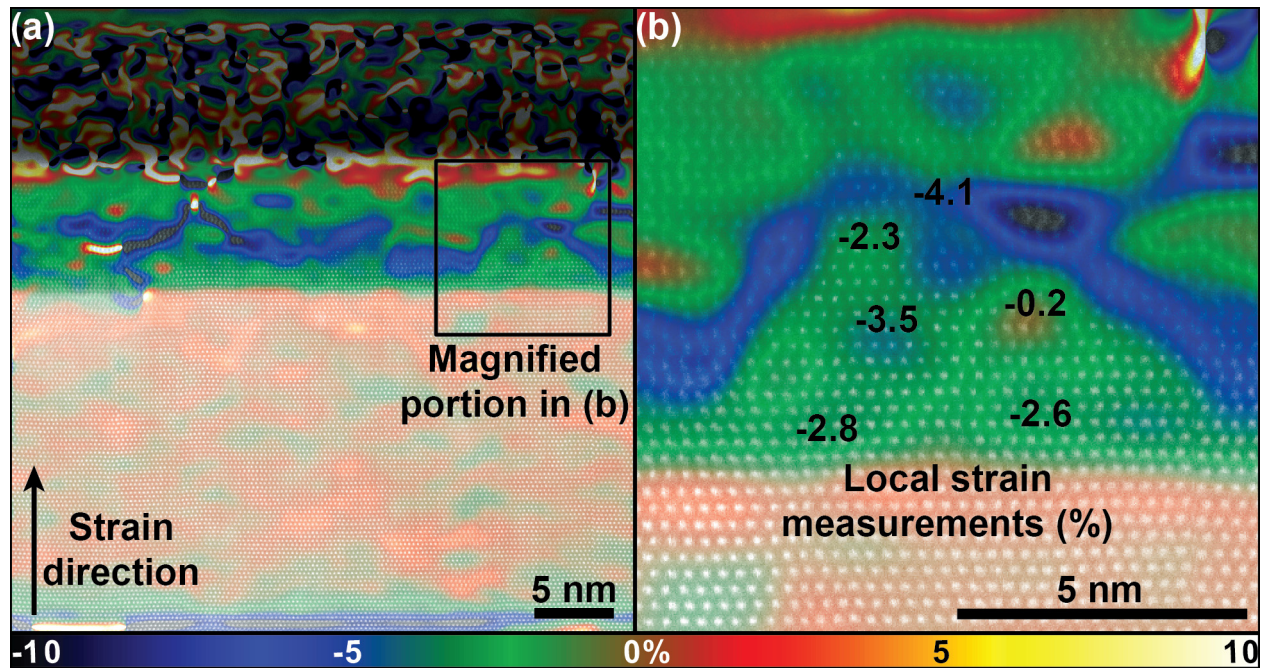 (a)
Magnified
portion in (b)
Strain
direction
5 nm
(b)
-4.1
-2.3
-0.2
-3.5
-2.6
-2.8
Local strain
measurements (%)
5 nm
-10 -5 0% 5 10